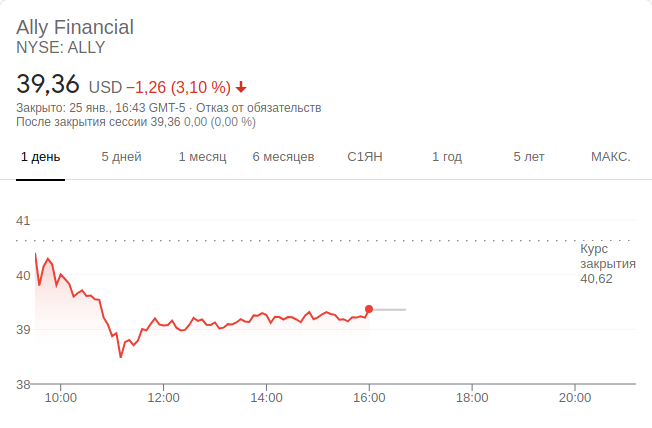 Ally Financial
NYSE: ALLY
39,36 USD −1,26 (3,10 %)
Закрыто: 25 янв., 16:43 GMT-5 · Отказ от обязательств
После закрытия сессии 39,36 0,00 (0,00 %)
1 день 5 дней 1 месяц 6 месяцев С1ЯН 1 год 5 лет МАКС.
41
Курс
закрытия
40,62
40
39
38
10:00 12:00 14:00 16:00 18:00 20:00